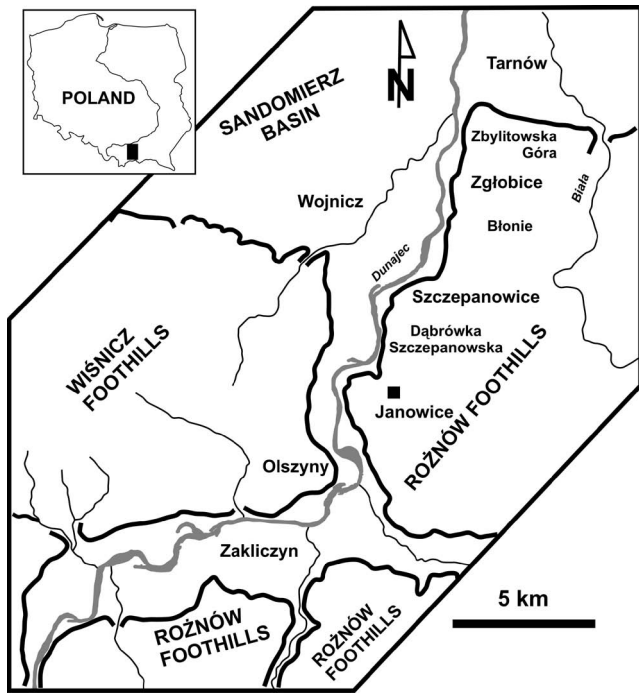 POLAND
N
SANDOMIERZ
BASIN
Tarnów
Zbylitowska
Góra
Zgłobice
Biała
Wojnicz
Błonie
Dunajec
Szczepanowice
Dąbrówka
Szczepanowska
WIŚNICZ
FOOTHILLS
Janowice
ROŻNÓW FOOTHILLS
Olszyny
Zakliczyn
5 km
ROŻNÓW
FOOTHILLS
ROŻNÓW
FOOTHILLS